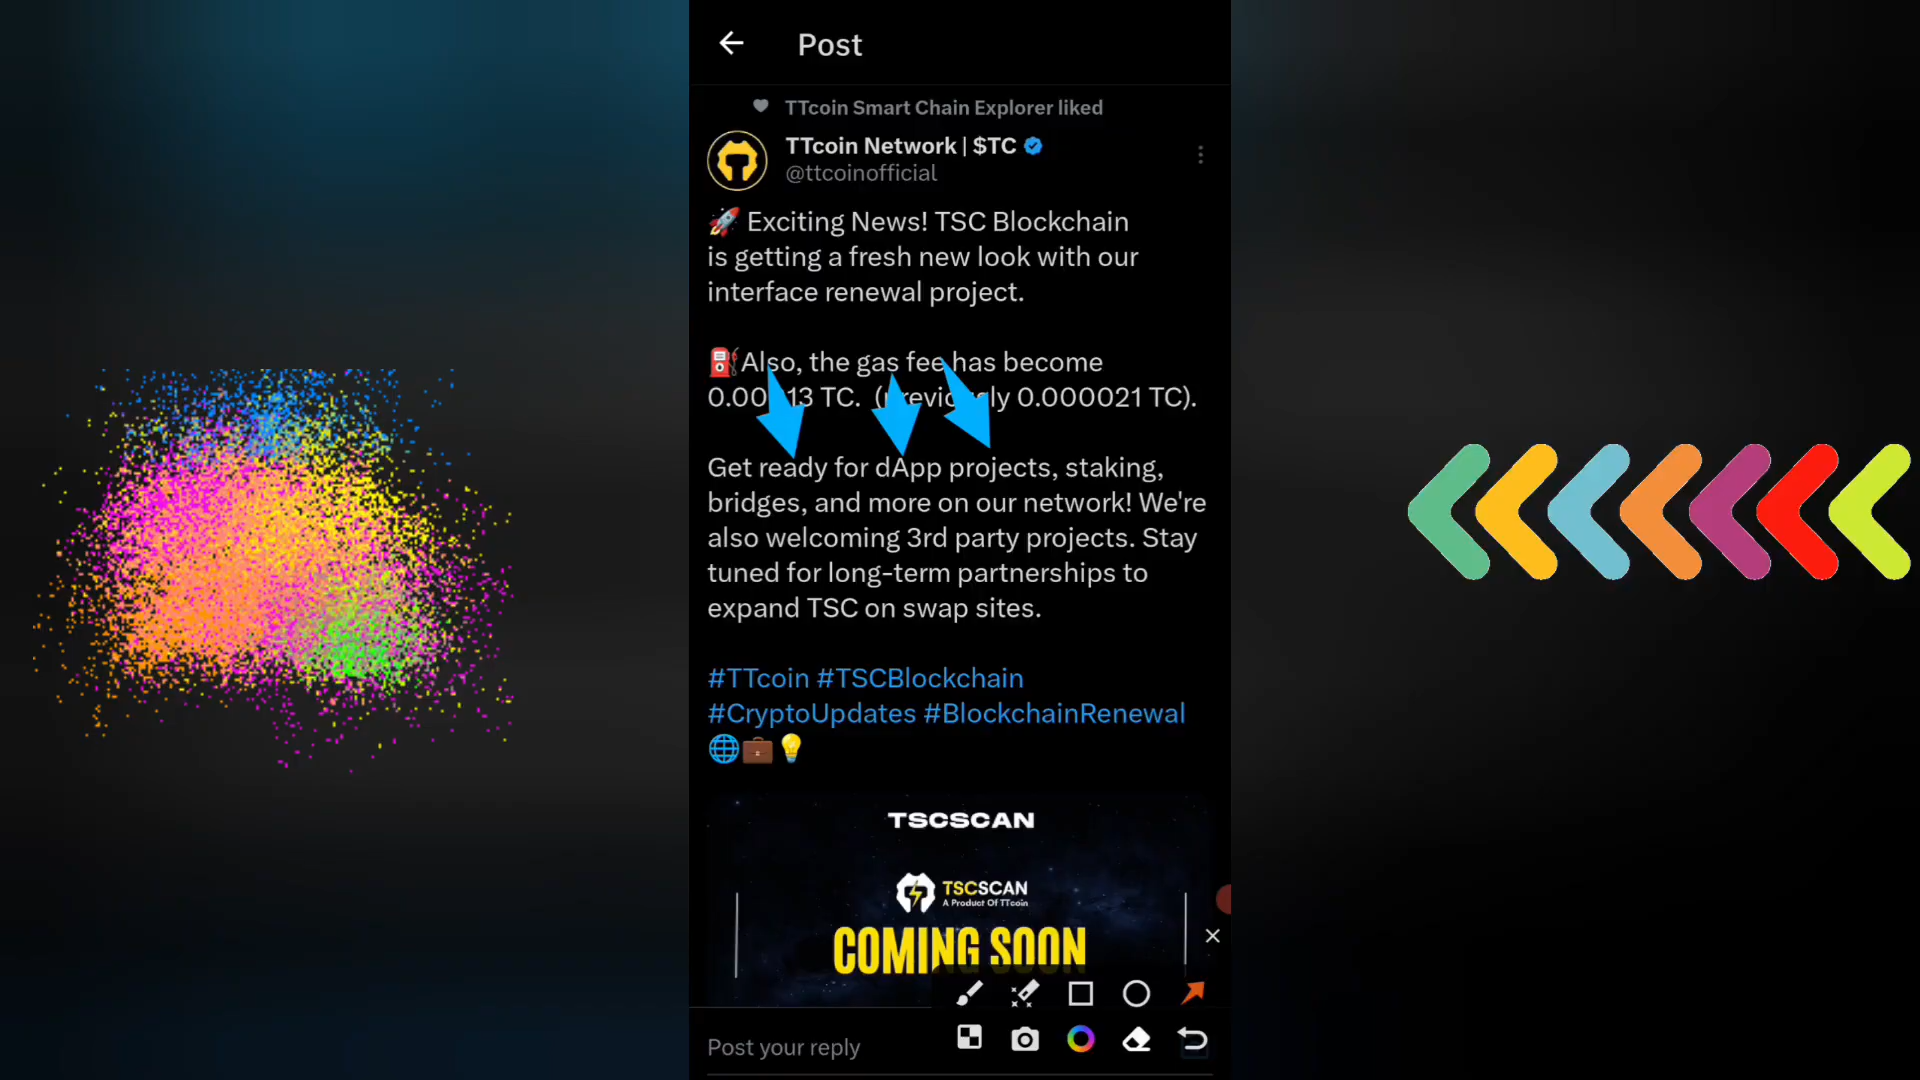 Post
TTcoin Smart Chain Explorer liked
TTcoin Network | $TC
@ttcoinofficial
🚀 Exciting News! TSC Blockchain
is getting a fresh new look with our
interface renewal project.
⛽Also, the gas fee has become
TC. 0.000021 TC).
Get ready for dApp projects, staking,
bridges, and more on our network! We're
also welcoming 3rd party projects. Stay
tuned for long-term partnerships to
expand TSC on swap sites.
#TTcoin #TSCBlockchain
#CryptoUpdates #BlockchainRenewal
🌐💼💡
TSCSCAN
TSCSCAN
A Product Of TTcoin
COMING SOON
Post your reply